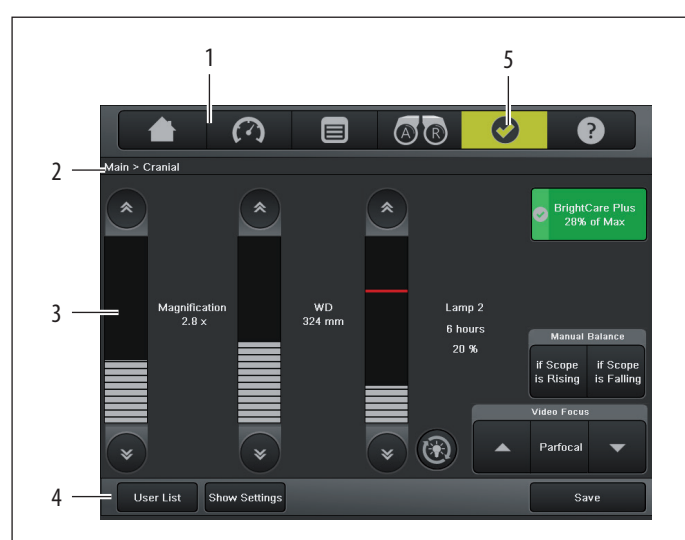 1
5
A
R
?
2
Main > Cranial
BrightCare Plus
28% of Max
3
Magnification
2.8 x
WD
324 mm
Lamp 2
6 hours
20 %
Manual Balance
if Scope
is Rising
if Scope
is Falling
Video Focus
Parfocal
4
User List
Show Settings
Save